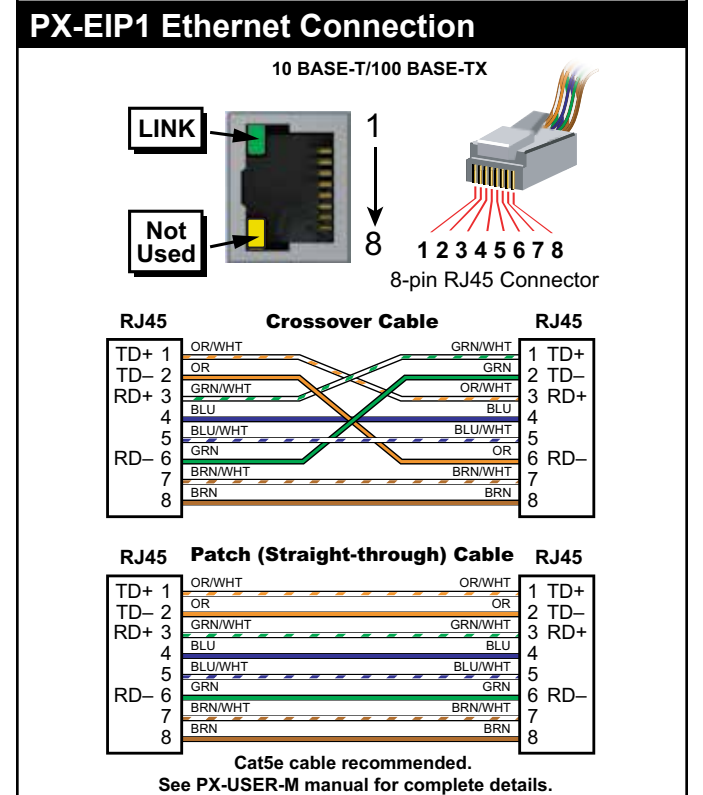 PX-EIP1 Ethernet Connection
10 BASE-T/100 BASE-TX
LINK
1
Not
Used
8
1 2 3 4 5 6 7 8
8-pin RJ45 Connector
RJ45 Crossover Cable RJ45
TD+ 1 OR/WHT GRN/WHT 1 TD+
TD– 2 OR GRN 2 TD–
RD+ 3 GRN/WHT OR/WHT 3 RD+
4 BLU BLU 4
5 BLU/WHT BLU/WHT 5
RD– 6 GRN OR 6 RD–
7 BRN/WHT BRN/WHT 7
8 BRN BRN 8
RJ45 Patch (Straight-through) Cable RJ45
TD+ 1 OR/WHT OR/WHT 1 TD+
TD– 2 OR OR 2 TD–
RD+ 3 GRN/WHT GRN/WHT 3 RD+
4 BLU BLU 4
5 BLU/WHT BLU/WHT 5
RD– 6 GRN GRN 6 RD–
7 BRN/WHT BRN/WHT 7
8 BRN BRN 8
Cat5e cable recommended.
See PX-USER-M manual for complete details.